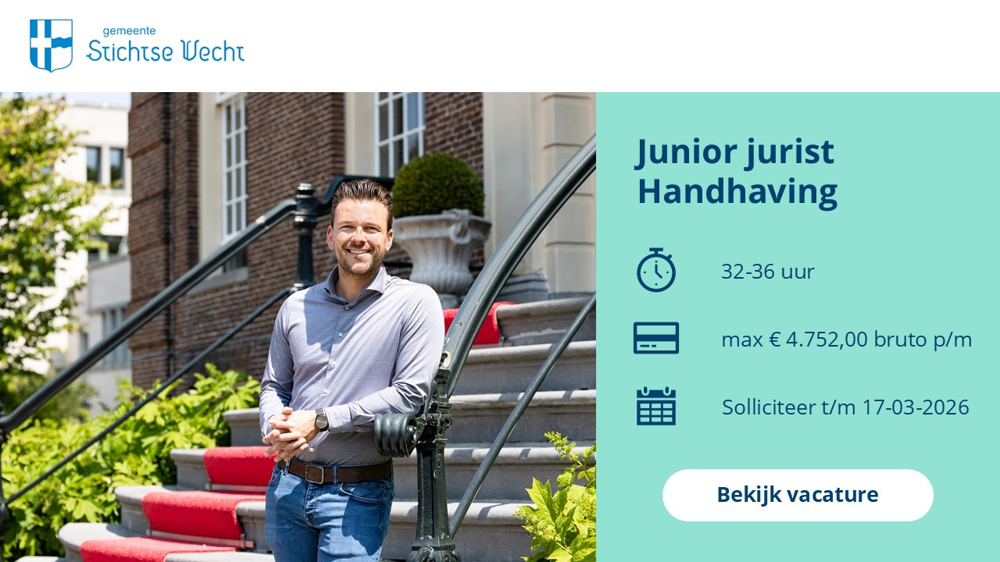 gemeente
Stichtse Vecht
Junior jurist
Handhaving
32-36 uur
max € 4.752,00 bruto p/m
Solliciteer t/m 17-03-2026
Bekijk vacature